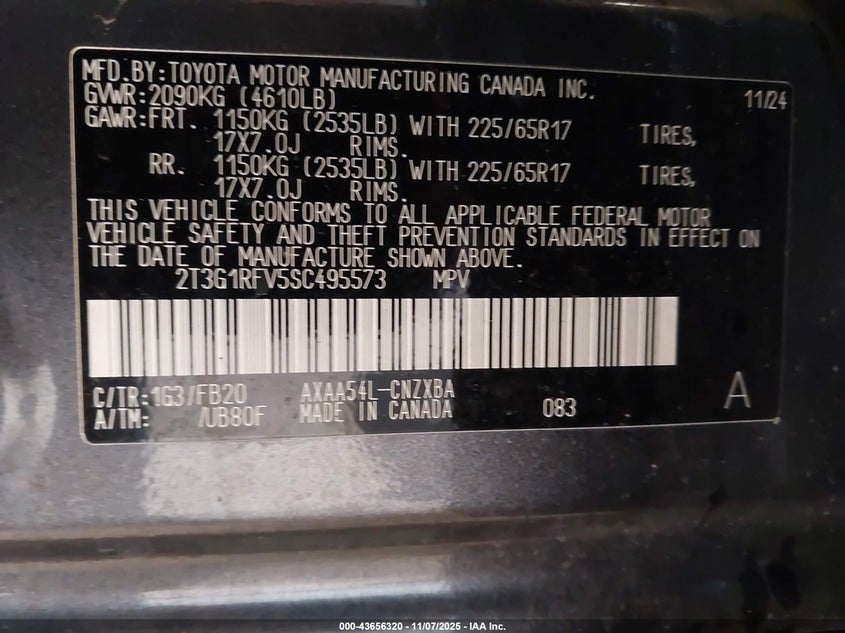 MFD.BY:TOYOTA MOTOR MANUFACTURING CANADA INC.
GVWR:2090KG (4610LB) 11/24
GAWR:FRT. 1150KG (2535LB) WITH 225/65R17 TIRES,
17X7.0J RIMS.
RR. 1150KG (2535LB) WITH 225/65R17 TIRES,
17X7.0J RIMS.
THIS VEHICLE CONFORMS TO ALL APPLICABLE FEDERAL MOTOR
VEHICLE SAFETY AND THEFT PREVENTION STANDARDS IN EFFECT ON
THE DATE OF MANUFACTURE SHOWN ABOVE.
2T3G1RFV5SC495573 MPV
C/TR:1G3/FB20 AXAA54L-CNZXBA A
A/TM: /UB80F MADE IN CANADA 083
000-43656320 - 11/07/2025 - IAA Inc.